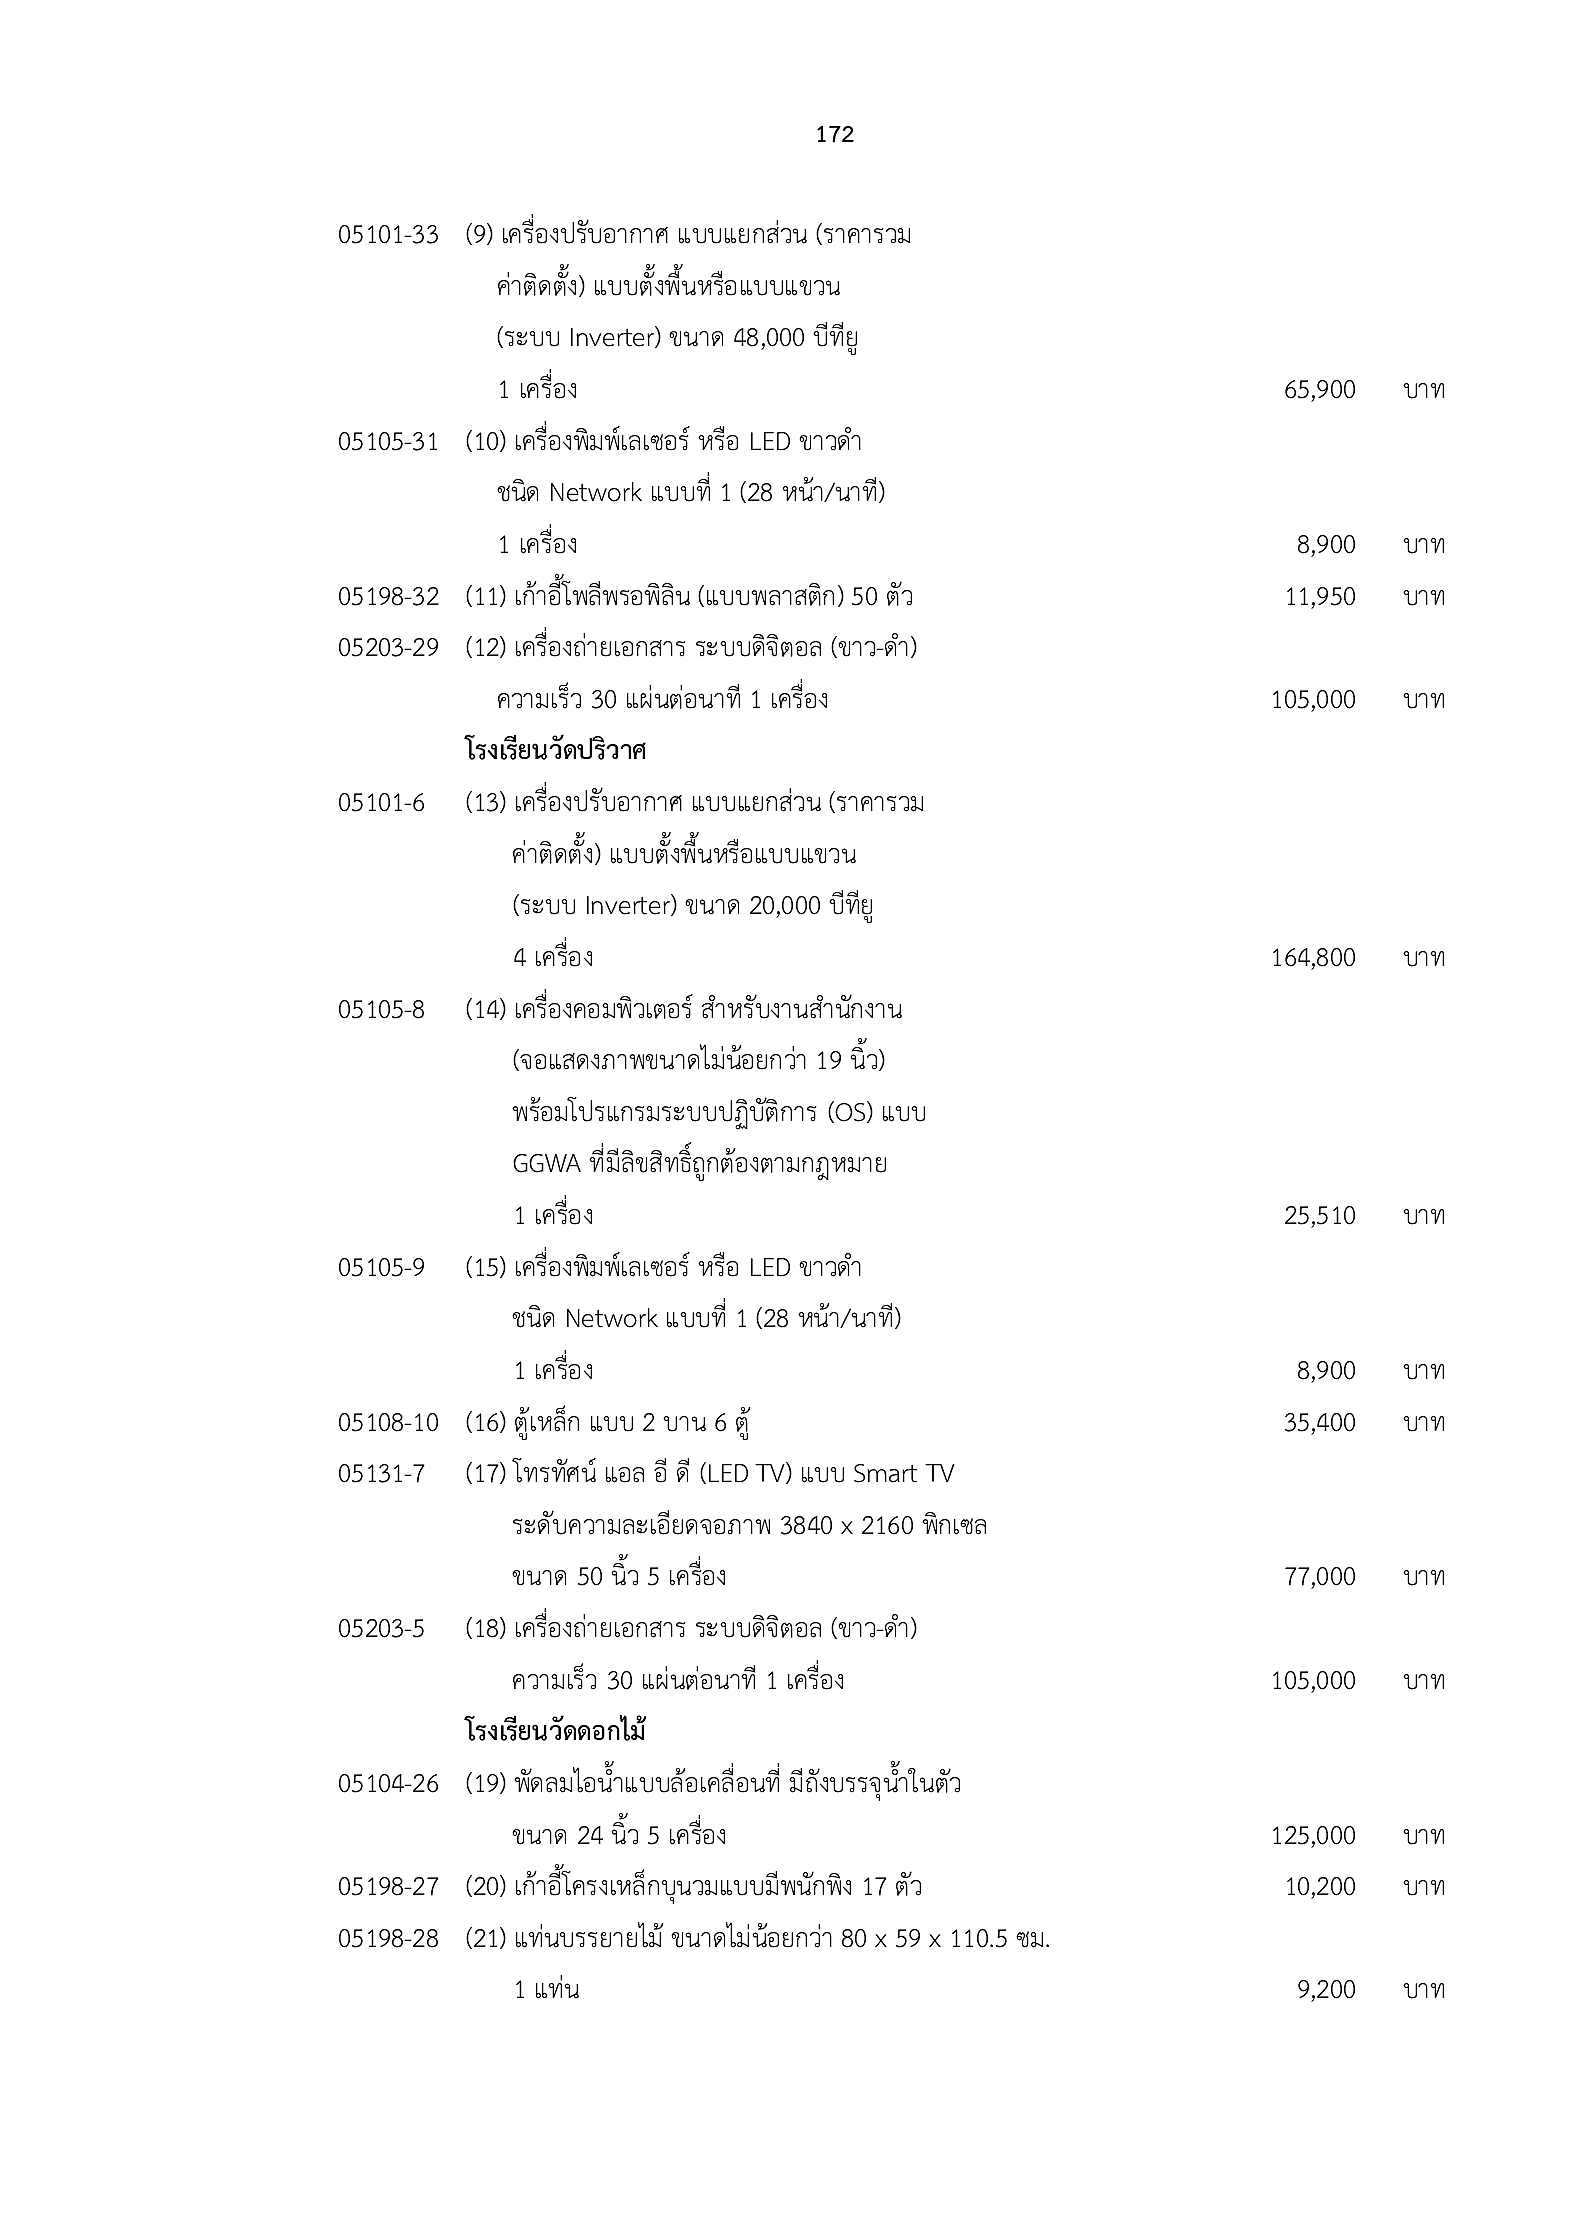 172
05101-33 (9) เครื่องปรับอากาศ แบบแยกส่วน (ราคารวม
ค่าติดตั้ง) แบบตั้งพื้นหรือแบบแขวน
(ระบบ Inverter) ขนาด 48,000 บีทียู
1 เครื่อง 65,900 บาท
05105-31 (10) เครื่องพิมพ์เลเซอร์ หรือ LED ขาวดำ
ชนิด Network แบบที่ 1 (28 หน้า/นาที)
1 เครื่อง 8,900 บาท
05198-32 (11) เก้าอี้โพลีพรอพิลิน (แบบพลาสติก) 50 ตัว 11,950 บาท
05203-29 (12) เครื่องถ่ายเอกสาร ระบบดิจิตอล (ขาว-ดำ)
ความเร็ว 30 แผ่นต่อนาที 1 เครื่อง 105,000 บาท
โรงเรียนวัดปริวาศ
05101-6 (13) เครื่องปรับอากาศ แบบแยกส่วน (ราคารวม
ค่าติดตั้ง) แบบตั้งพื้นหรือแบบแขวน
(ระบบ Inverter) ขนาด 20,000 บีทียู
4 เครื่อง 164,800 บาท
05105-8 (14) เครื่องคอมพิวเตอร์ สำหรับงานสำนักงาน
(จอแสดงภาพขนาดไม่น้อยกว่า 19 นิ้ว)
พร้อมโปรแกรมระบบปฏิบัติการ (OS) แบบ
GGWA ที่มีลิขสิทธิ์ถูกต้องตามกฎหมาย
1 เครื่อง 25,510 บาท
05105-9 (15) เครื่องพิมพ์เลเซอร์ หรือ LED ขาวดำ
ชนิด Network แบบที่ 1 (28 หน้า/นาที)
1 เครื่อง 8,900 บาท
05108-10 (16) ตู้เหล็ก แบบ 2 บาน 6 ตู้ 35,400 บาท
05131-7 (17) โทรทัศน์ แอล อี ดี (LED TV) แบบ Smart TV
ระดับความละเอียดจอภาพ 3840 x 2160 พิกเซล
ขนาด 50 นิ้ว 5 เครื่อง 77,000 บาท
05203-5 (18) เครื่องถ่ายเอกสาร ระบบดิจิตอล (ขาว-ดำ)
ความเร็ว 30 แผ่นต่อนาที 1 เครื่อง 105,000 บาท
โรงเรียนวัดดอกไม้
05104-26 (19) พัดลมไอน้ำแบบล้อเคลื่อนที่ มีถังบรรจุน้ำในตัว
ขนาด 24 นิ้ว 5 เครื่อง 125,000 บาท
05198-27 (20) เก้าอี้โครงเหล็กบุนวมแบบมีพนักพิง 17 ตัว 10,200 บาท
05198-28 (21) แท่นบรรยายไม้ ขนาดไม่น้อยกว่า 80 x 59 x 110.5 ซม.
1 แท่น 9,200 บาท